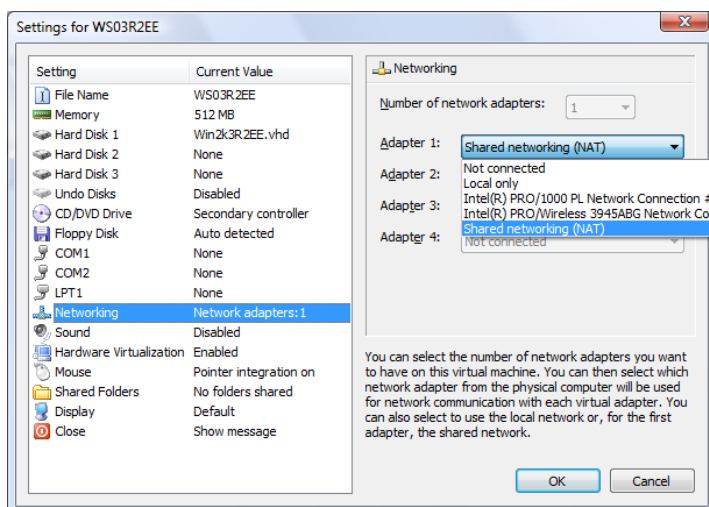 Settings for WS03R2EE
Setting Current Value
File Name WS03R2EE
Memory 512 MB
Hard Disk 1 Win2k3R2EE.vhd
Hard Disk 2 None
Hard Disk 3 None
Undo Disks Disabled
CD/DVD Drive Secondary controller
Floppy Disk Auto detected
COM1 None
COM2 None
LPT1 None
Networking Network adapters:1
Sound Disabled
Hardware Virtualization Enabled
Mouse Pointer integration on
Shared Folders No folders shared
Display Default
Close Show message
Networking
Number of network adapters: 1
Adapter 1: Shared networking (NAT)
Not connected
Local only
Adapter 2:
Intel(R) PRO/1000 PL Network Connection #
Adapter 3:
Intel(R) PRO/Wireless 3945ABG Network Co
Shared networking (NAT)
Adapter 4: Not connected
You can select the number of network adapters you want
to have on this virtual machine. You can then select which
network adapter from the physical computer will be used
for network communication with each virtual adapter. You
can also select to use the local network or, for the first
adapter, the shared network.
OK Cancel